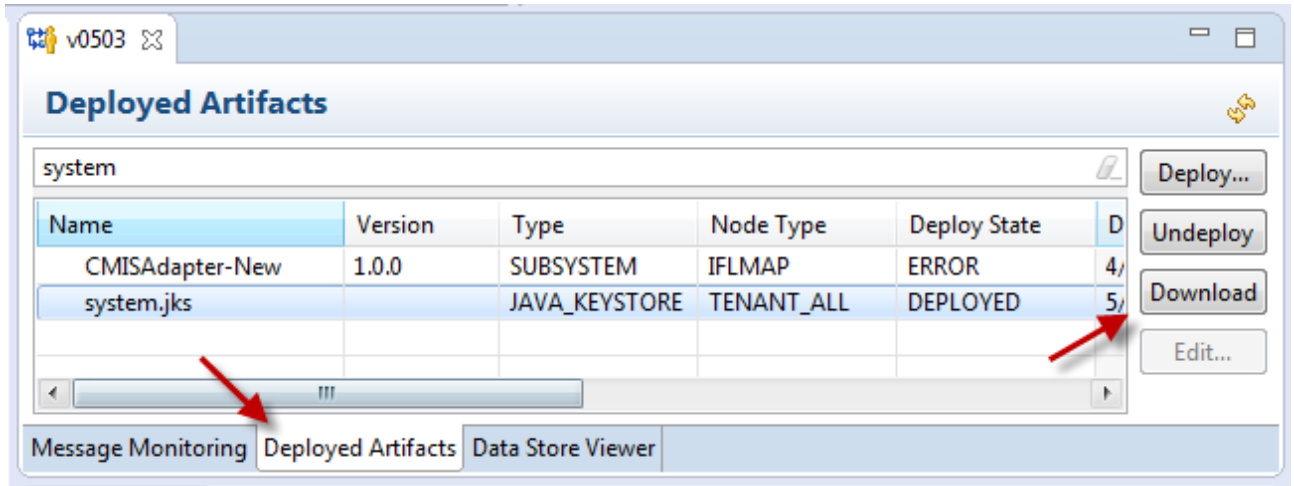 v0503
Deployed Artifacts
system
Deploy...
Name Version Type Node Type Deploy State D
Undeploy
CMISAdapter-New 1.0.0 SUBSYSTEM IFLMAP ERROR 4/
system.jks JAVA_KEYSTORE TENANT_ALL DEPLOYED 5/
Download
Edit...
Message Monitoring Deployed Artifacts Data Store Viewer